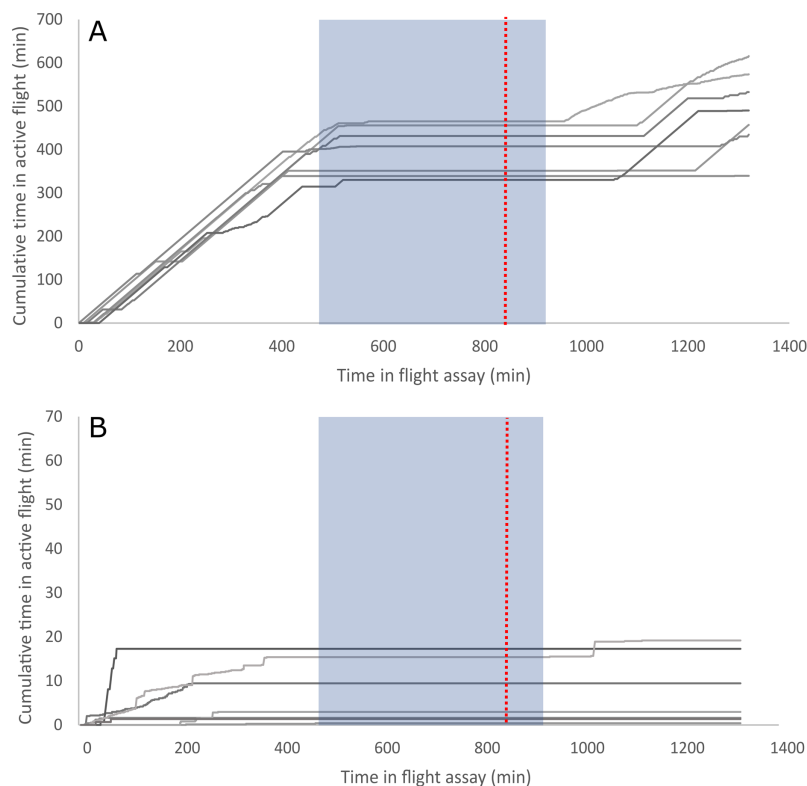 A
Cumulative time in active flight (min)
700
600
500
400
300
200
100
0
0 200 400 600 800 1000 1200 1400
Time in flight assay (min)
B
Cumulative time in active flight (min)
70
60
50
40
30
20
10
0
0 200 400 600 800 1000 1200 1400
Time in flight assay (min)